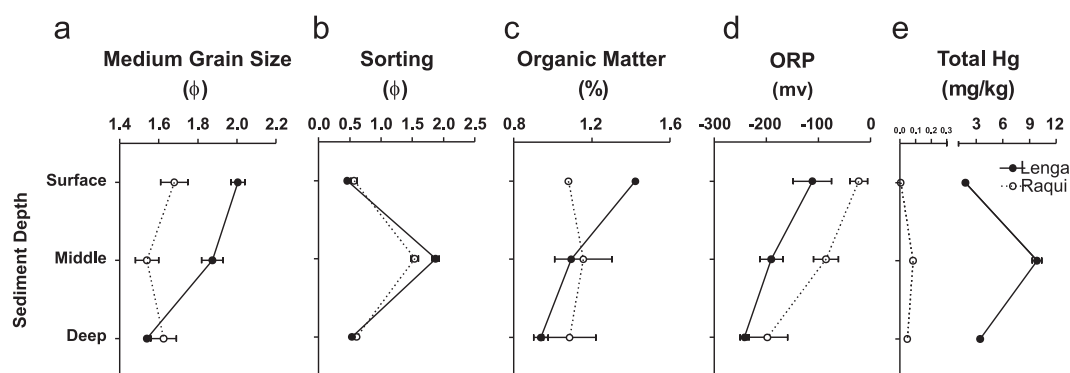 a b c d e
Medium Grain Size Sorting Organic Matter ORP Total Hg
(ϕ) (ϕ) (%) (mv) (mg/kg)
1.4 1.6 1.8 2.0 2.2 0.0 0.5 1.0 1.5 2.0 2.5 0.8 1.2 1.6 -300 -200 -100 0 0.0 0.1 0.2 0.3 3 6 9 12
Lenga
Surface
Raqui
Middle
Deep
Sediment Depth